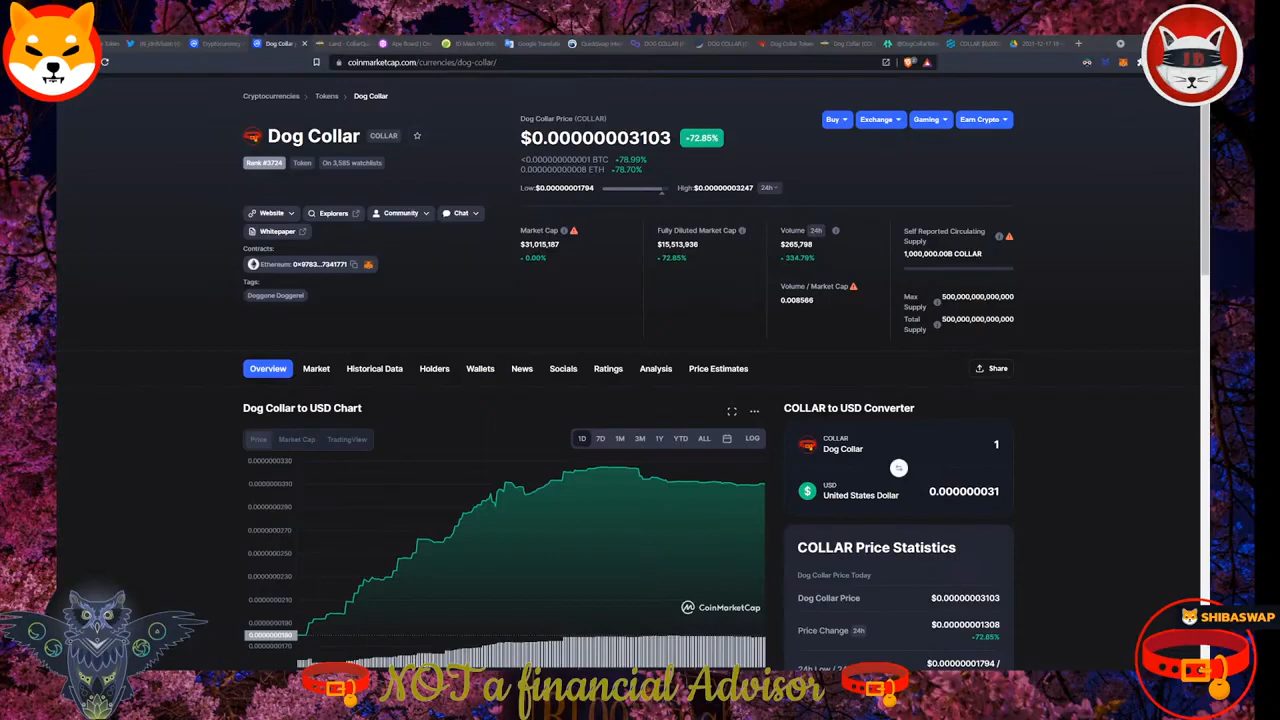 Dog Collar
coinmarketcap.com/currencies/dog-collar/
JD
Cryptocurrencies > Tokens > Dog Collar
Dog Collar COLLAR
Rank #3724 Token On 3,585 watchlists
Website Explorers Community Chat
Whitepaper
Contracts:
Ethereum: 0x9783...7341771
Tags:
Doggone Doggerel
Dog Collar Price (COLLAR)
$0.00000003103 72.85%
<0.000000000001 BTC +78.99%
0.00000000008 ETH +78.70%
Low: $0.00000001794 High: $0.00000003247 24h
Buy Exchange Gaming Earn Crypto
Market Cap
$31,015,187
0.00%
Fully Diluted Market Cap
$15,513,936
72.85%
Volume 24h
$265,798
334.79%
Volume / Market Cap
0.008566
Self Reported Circulating
Supply
1,000,000.00B COLLAR
Max
Supply
500,000,000,000,000
Total
Supply
500,000,000,000,000
Overview Market Historical Data Holders Wallets News Socials Ratings Analysis Price Estimates
Share
Dog Collar to USD Chart
Price Market Cap TradingView
1D 7D 1M 3M 1Y YTD ALL LOG
0.0000000330
0.0000000310
0.0000000290
0.0000000270
0.0000000250
0.0000000230
0.0000000210
0.0000000190
0.0000000180
0.0000000170
CoinMarketCap
COLLAR to USD Converter
COLLAR
Dog Collar
1
USD
United States Dollar
0.000000031
COLLAR Price Statistics
Dog Collar Price Today
Dog Collar Price $0.00000003103
Price Change 24h $0.00000001308
72.85%
$0.00000001794 /
SHIBASWAP
NOT a financial Advisor